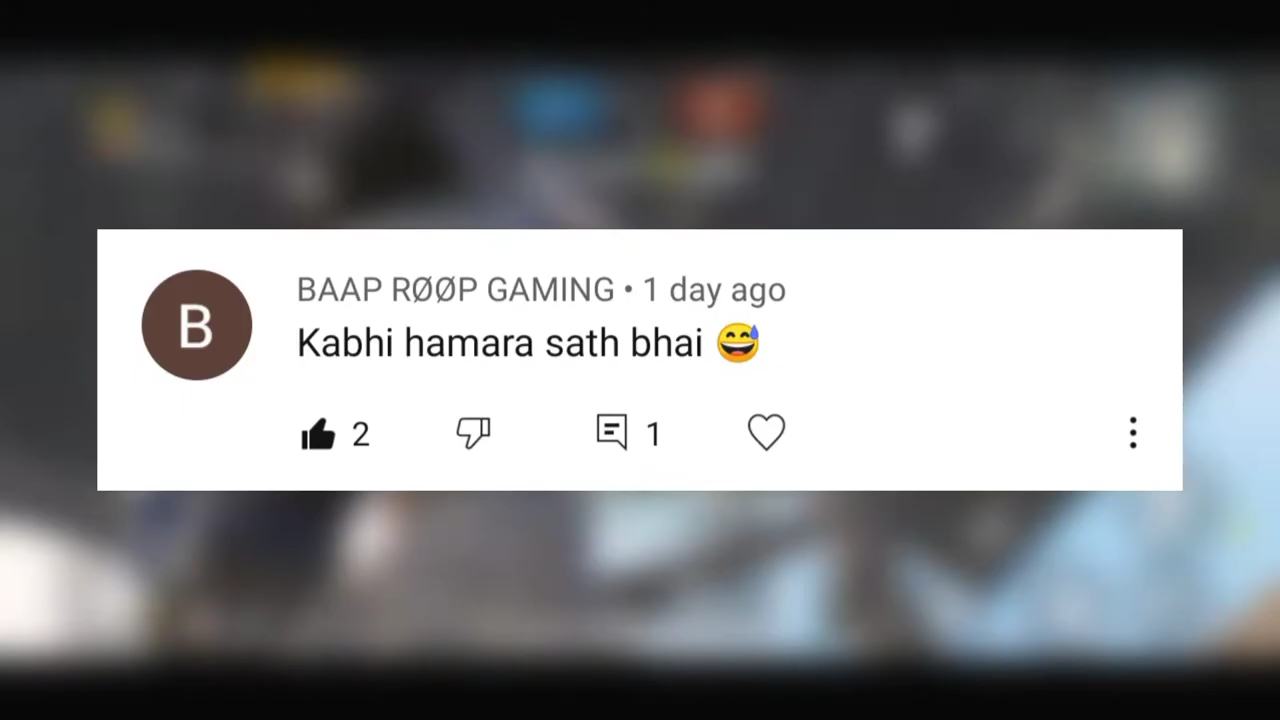 B
BAAP RØØP GAMING • 1 day ago
Kabhi hamara sath bhai 😅
2
1